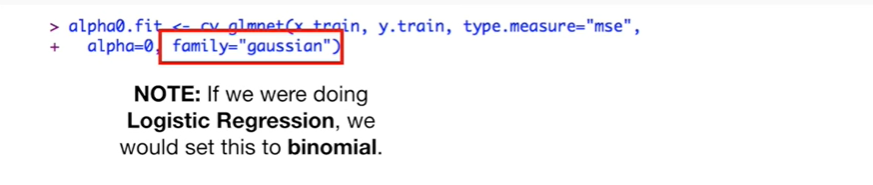 > alpha0.fit <- cv.glmnet(x.train, y.train, type.measure="mse",
+   alpha=0, family="gaussian")
NOTE: If we were doing
Logistic Regression, we
would set this to binomial.